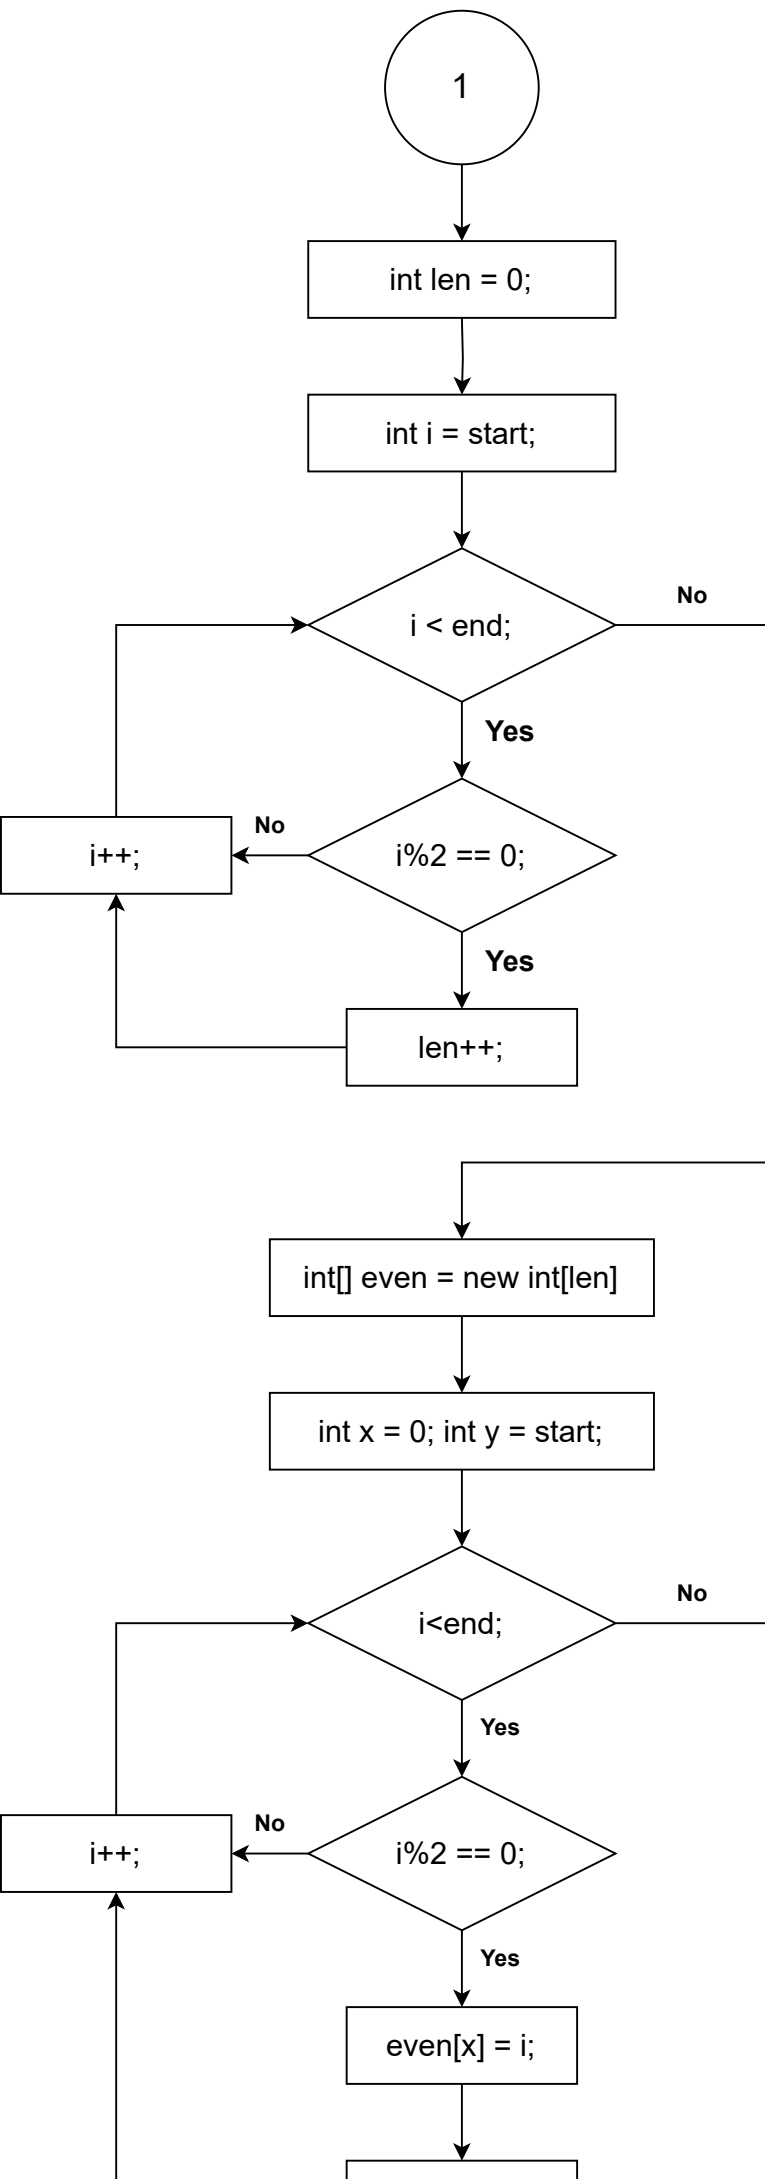 1
int len = 0;
int i = start;
i < end;
No
Yes
i++;
No
i%2 == 0;
Yes
len++;
int[] even = new int[len]
int x = 0; int y = start;
i<end;
No
Yes
i++;
No
i%2 == 0;
Yes
even[x] = i;